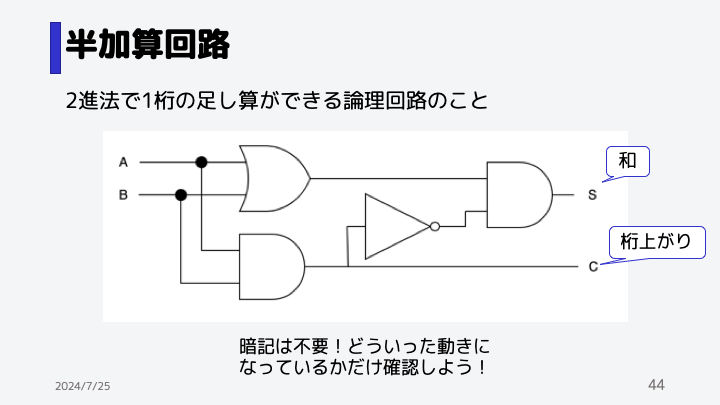 半加算回路
2進法で1桁の足し算ができる論理回路のこと
A
B
和
S
桁上がり
C
暗記は不要！どういった動きに
なっているかだけ確認しよう！
2024/7/25
44